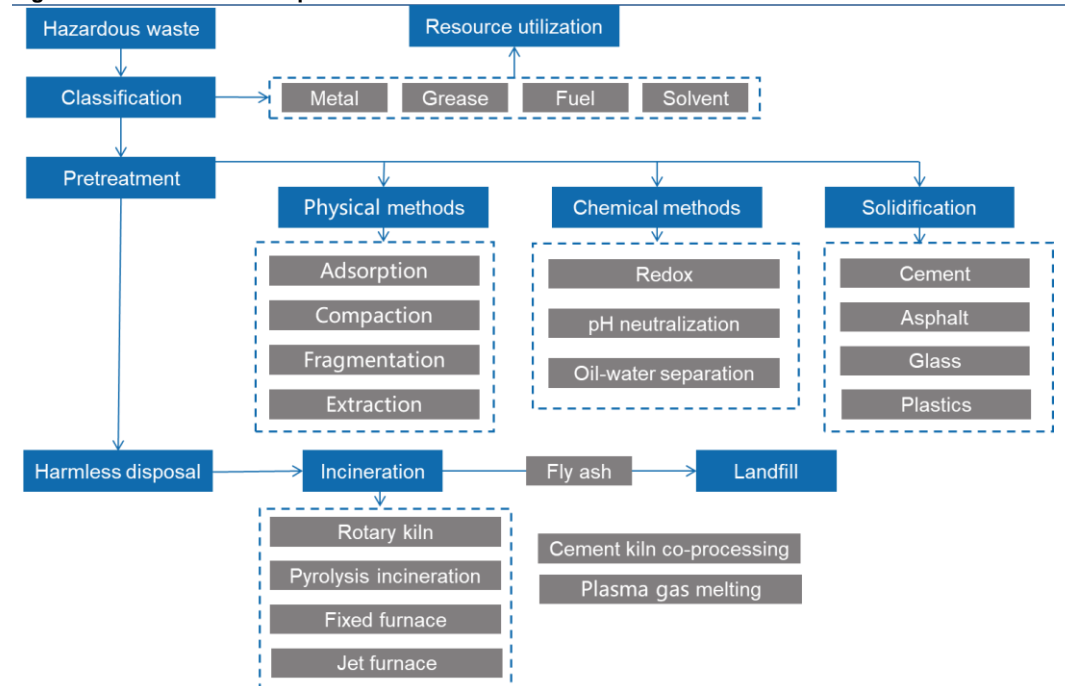 Hazardous waste
Resource utilization
Classification
Metal
Grease
Fuel
Solvent
Pretreatment
Physical methods
Chemical methods
Solidification
Adsorption
Compaction
Fragmentation
Extraction
Redox
pH neutralization
Oil-water separation
Cement
Asphalt
Glass
Plastics
Harmless disposal
Incineration
Fly ash
Landfill
Rotary kiln
Pyrolysis incineration
Fixed furnace
Jet furnace
Cement kiln co-processing
Plasma gas melting